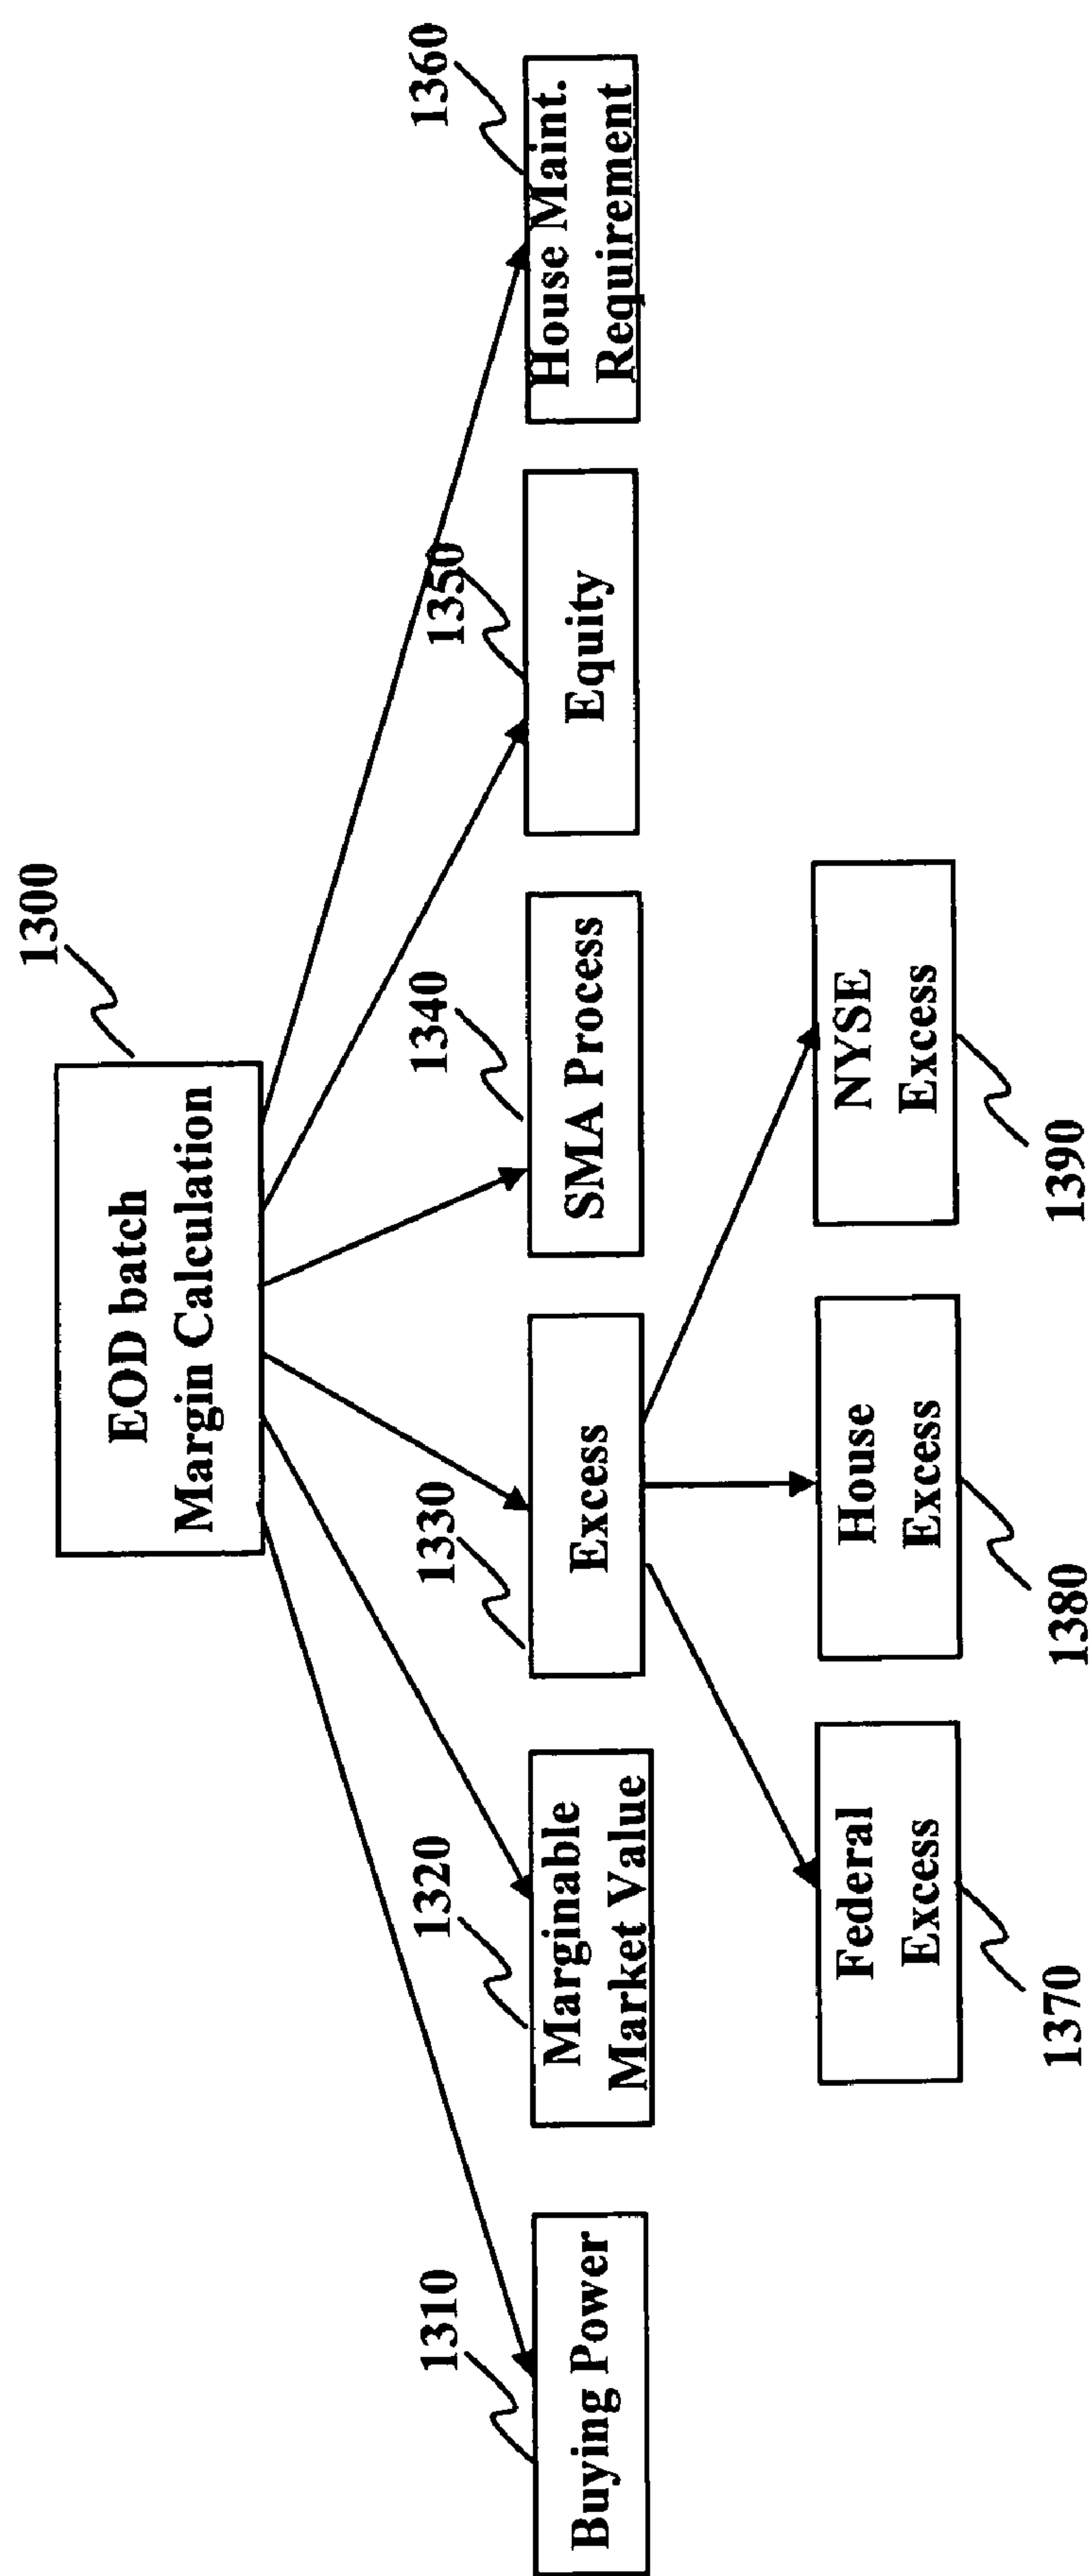 1300
EOD batch
Margin Calculation
1310
Buying Power
1320
Marginable
Market Value
1330
Excess
1340
SMA Process
1350
Equity
1360
House Maint.
Requirement
Federal
Excess
1370
House
Excess
1380
NYSE
Excess
1390